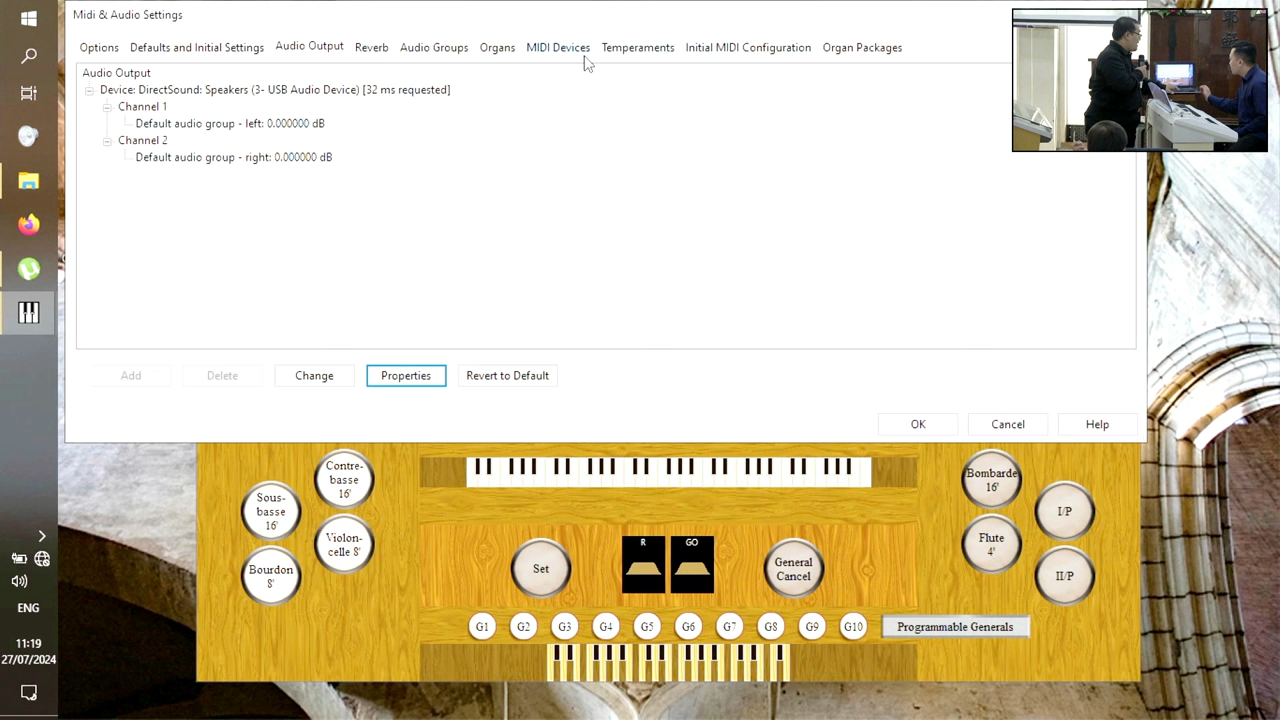 Midi & Audio Settings
Options Defaults and Initial Settings Audio Output Reverb Audio Groups Organs MIDI Devices Temperaments Initial MIDI Configuration Organ Packages
Audio Output
Device: DirectSound: Speakers (3- USB Audio Device) [32 ms requested]
Channel 1
Default audio group - left: 0.000000 dB
Channel 2
Default audio group - right: 0.000000 dB
Add Delete Change Properties Revert to Default
OK Cancel Help
Contre-
basse
16'
Sous-
basse
16'
Violon-
celle 8'
Bourdon
8'
Set
R
GO
General
Cancel
Bombarde
16'
Flute
4'
I/P
II/P
G1 G2 G3 G4 G5 G6 G7 G8 G9 G10 Programmable Generals
ENG
11:19
27/07/2024